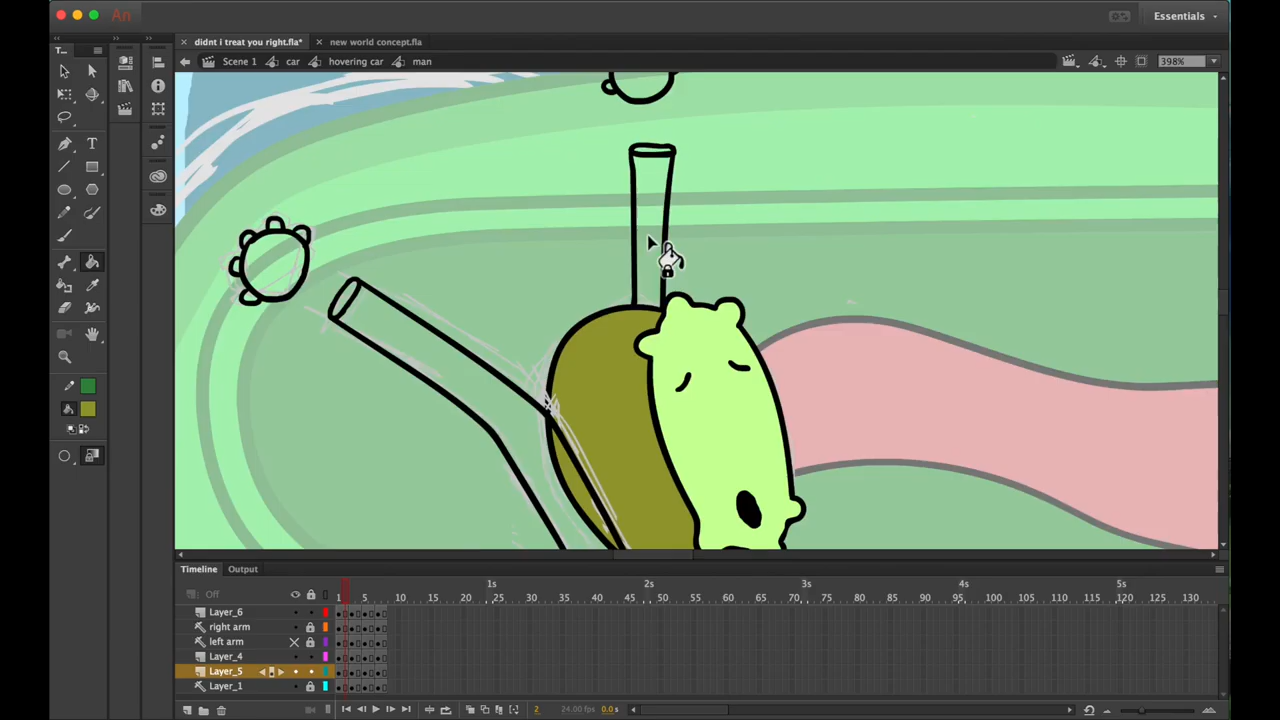 An
Essentials
T...
× didnt i treat you right.fla*
× new world concept.fla
Scene 1 car hovering car man
398%
T
Timeline Output
Off
1s 2s 3s 4s 5s
1 5 10 15 20 25 30 35 40 45 50 55 60 65 70 75 80 85 90 95 100 105 110 115 120 125 130
Layer_6
right arm
left arm
Layer_4
Layer_5
Layer_1
2 24.00 fps 0.0 s